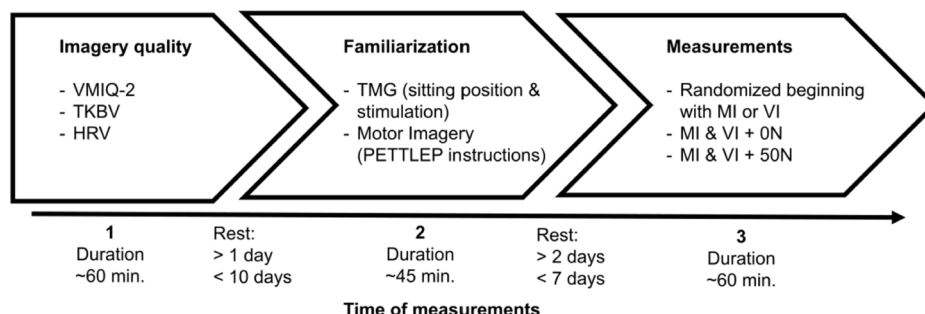 Imagery quality
- VMIQ-2
- TKBV
- HRV
Familiarization
- TMG (sitting position &
stimulation)
- Motor Imagery
(PETTLEP instructions)
Measurements
- Randomized beginning
with MI or VI
- MI & VI + 0N
- MI & VI + 50N
1
Duration
~60 min.
Rest:
> 1 day
< 10 days
2
Duration
~45 min.
Rest:
> 2 days
< 7 days
3
Duration
~60 min.
Time of measurements